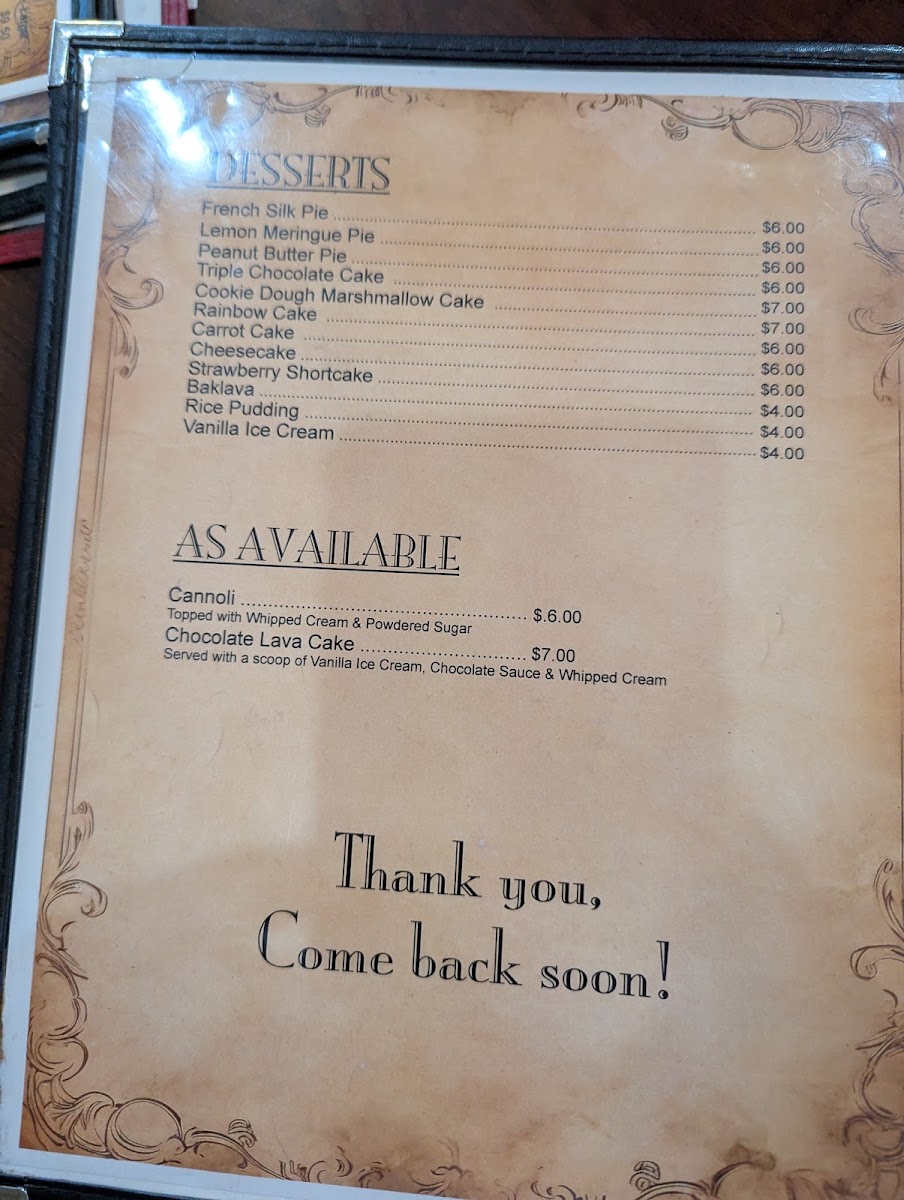 DESSERTS
French Silk Pie ........ $6.00
Lemon Meringue Pie ........ $6.00
Peanut Butter Pie ........ $6.00
Triple Chocolate Cake ........ $6.00
Cookie Dough Marshmallow Cake ........ $7.00
Rainbow Cake ........ $7.00
Carrot Cake ........ $6.00
Cheesecake ........ $6.00
Strawberry Shortcake ........ $6.00
Baklava ........ $4.00
Rice Pudding ........ $4.00
Vanilla Ice Cream ........ $4.00
AS AVAILABLE
Cannoli ........ $.6.00
Topped with Whipped Cream & Powdered Sugar
Chocolate Lava Cake ........ $7.00
Served with a scoop of Vanilla Ice Cream, Chocolate Sauce & Whipped Cream
Thank you,
Come back soon!